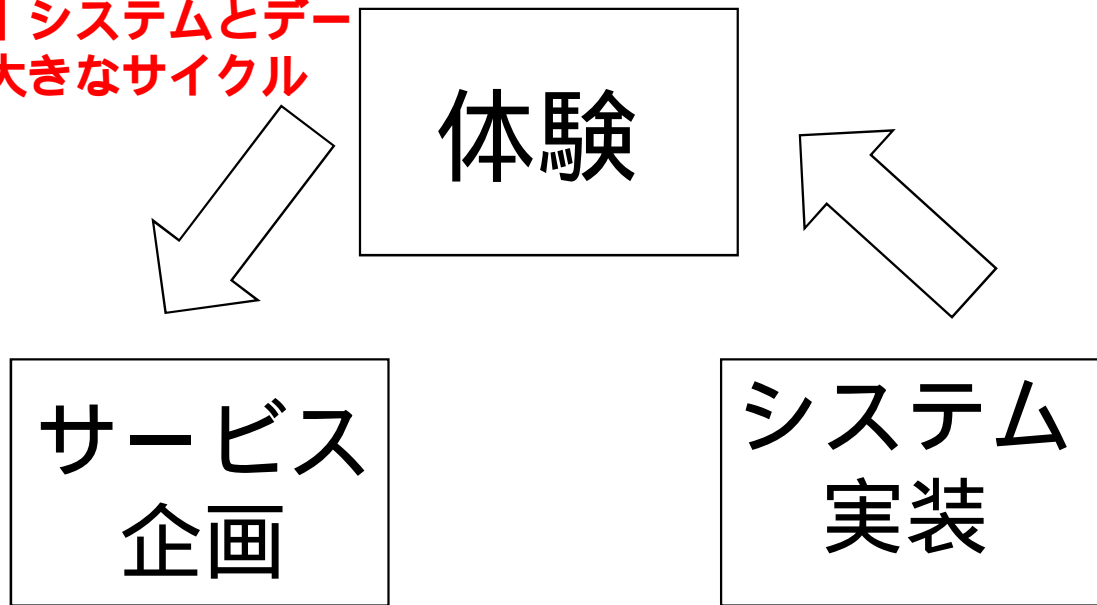 システムとデー
大きなサイクル
体験
サービス
企画
システム
実装